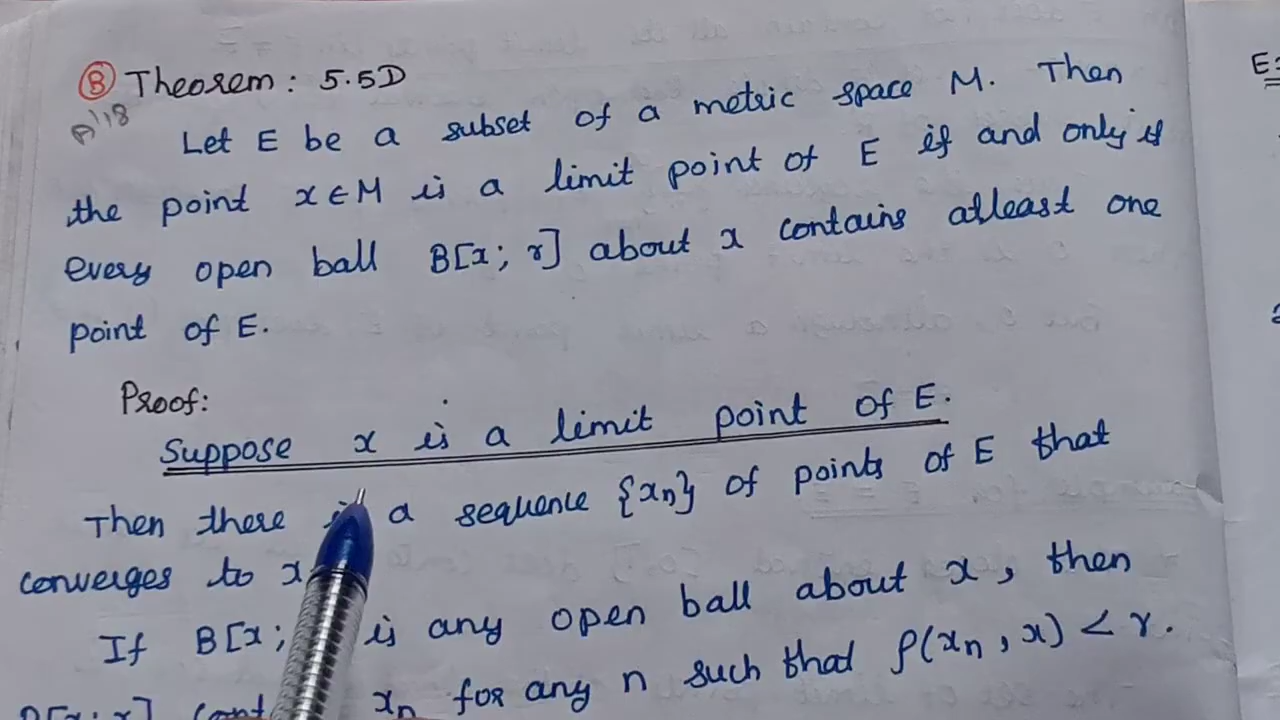 B Theorem: 5.5D
A'18
Let E be a subset of a metric space M. Then
the point x ∈ M is a limit point of E if and only if
every open ball B[x; r] about x contains atleast one
point of E.
Proof:
Suppose x is a limit point of E.
Then there is a sequence {xn} of points of E that
converges to x
If B[x; is any open ball about x, then
xn for any n such that ρ(xn, x) < r.